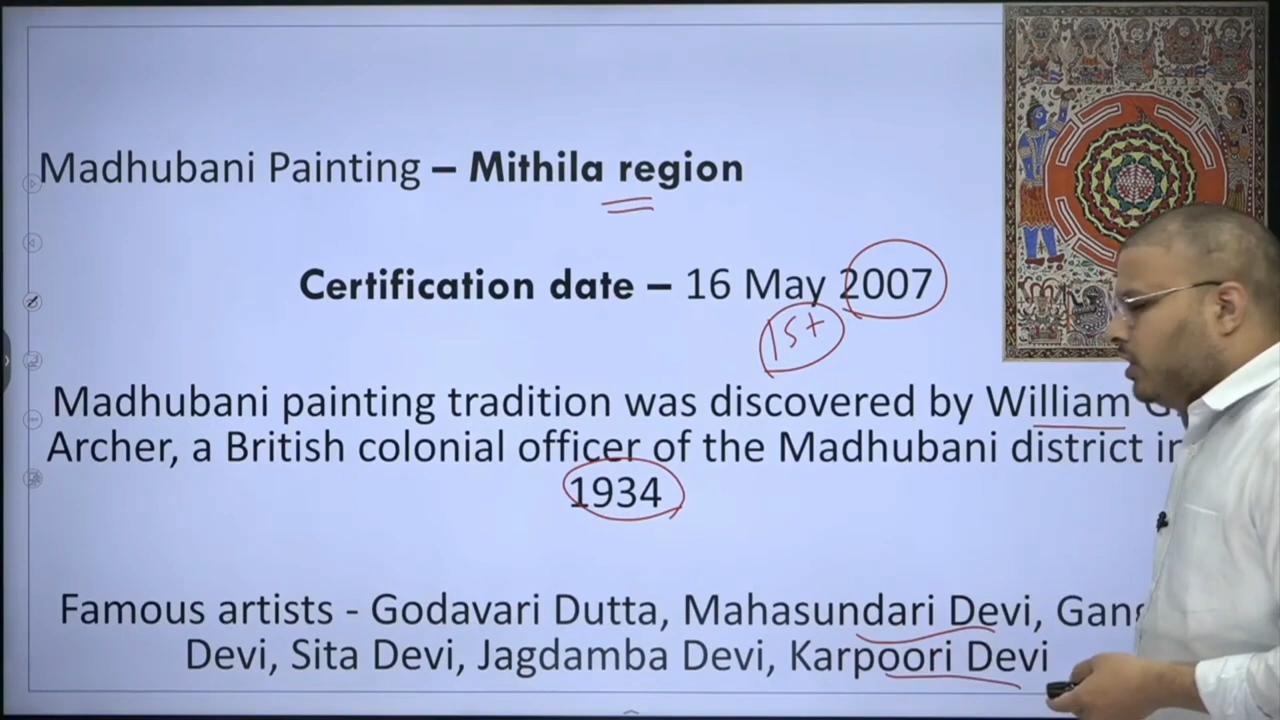 Madhubani Painting – Mithila region
Certification date – 16 May 2007
15+
Madhubani painting tradition was discovered by William
Archer, a British colonial officer of the Madhubani district in
1934
Famous artists - Godavari Dutta, Mahasundari Devi,
Devi, Sita Devi, Jagdamba Devi, Karpoori Devi